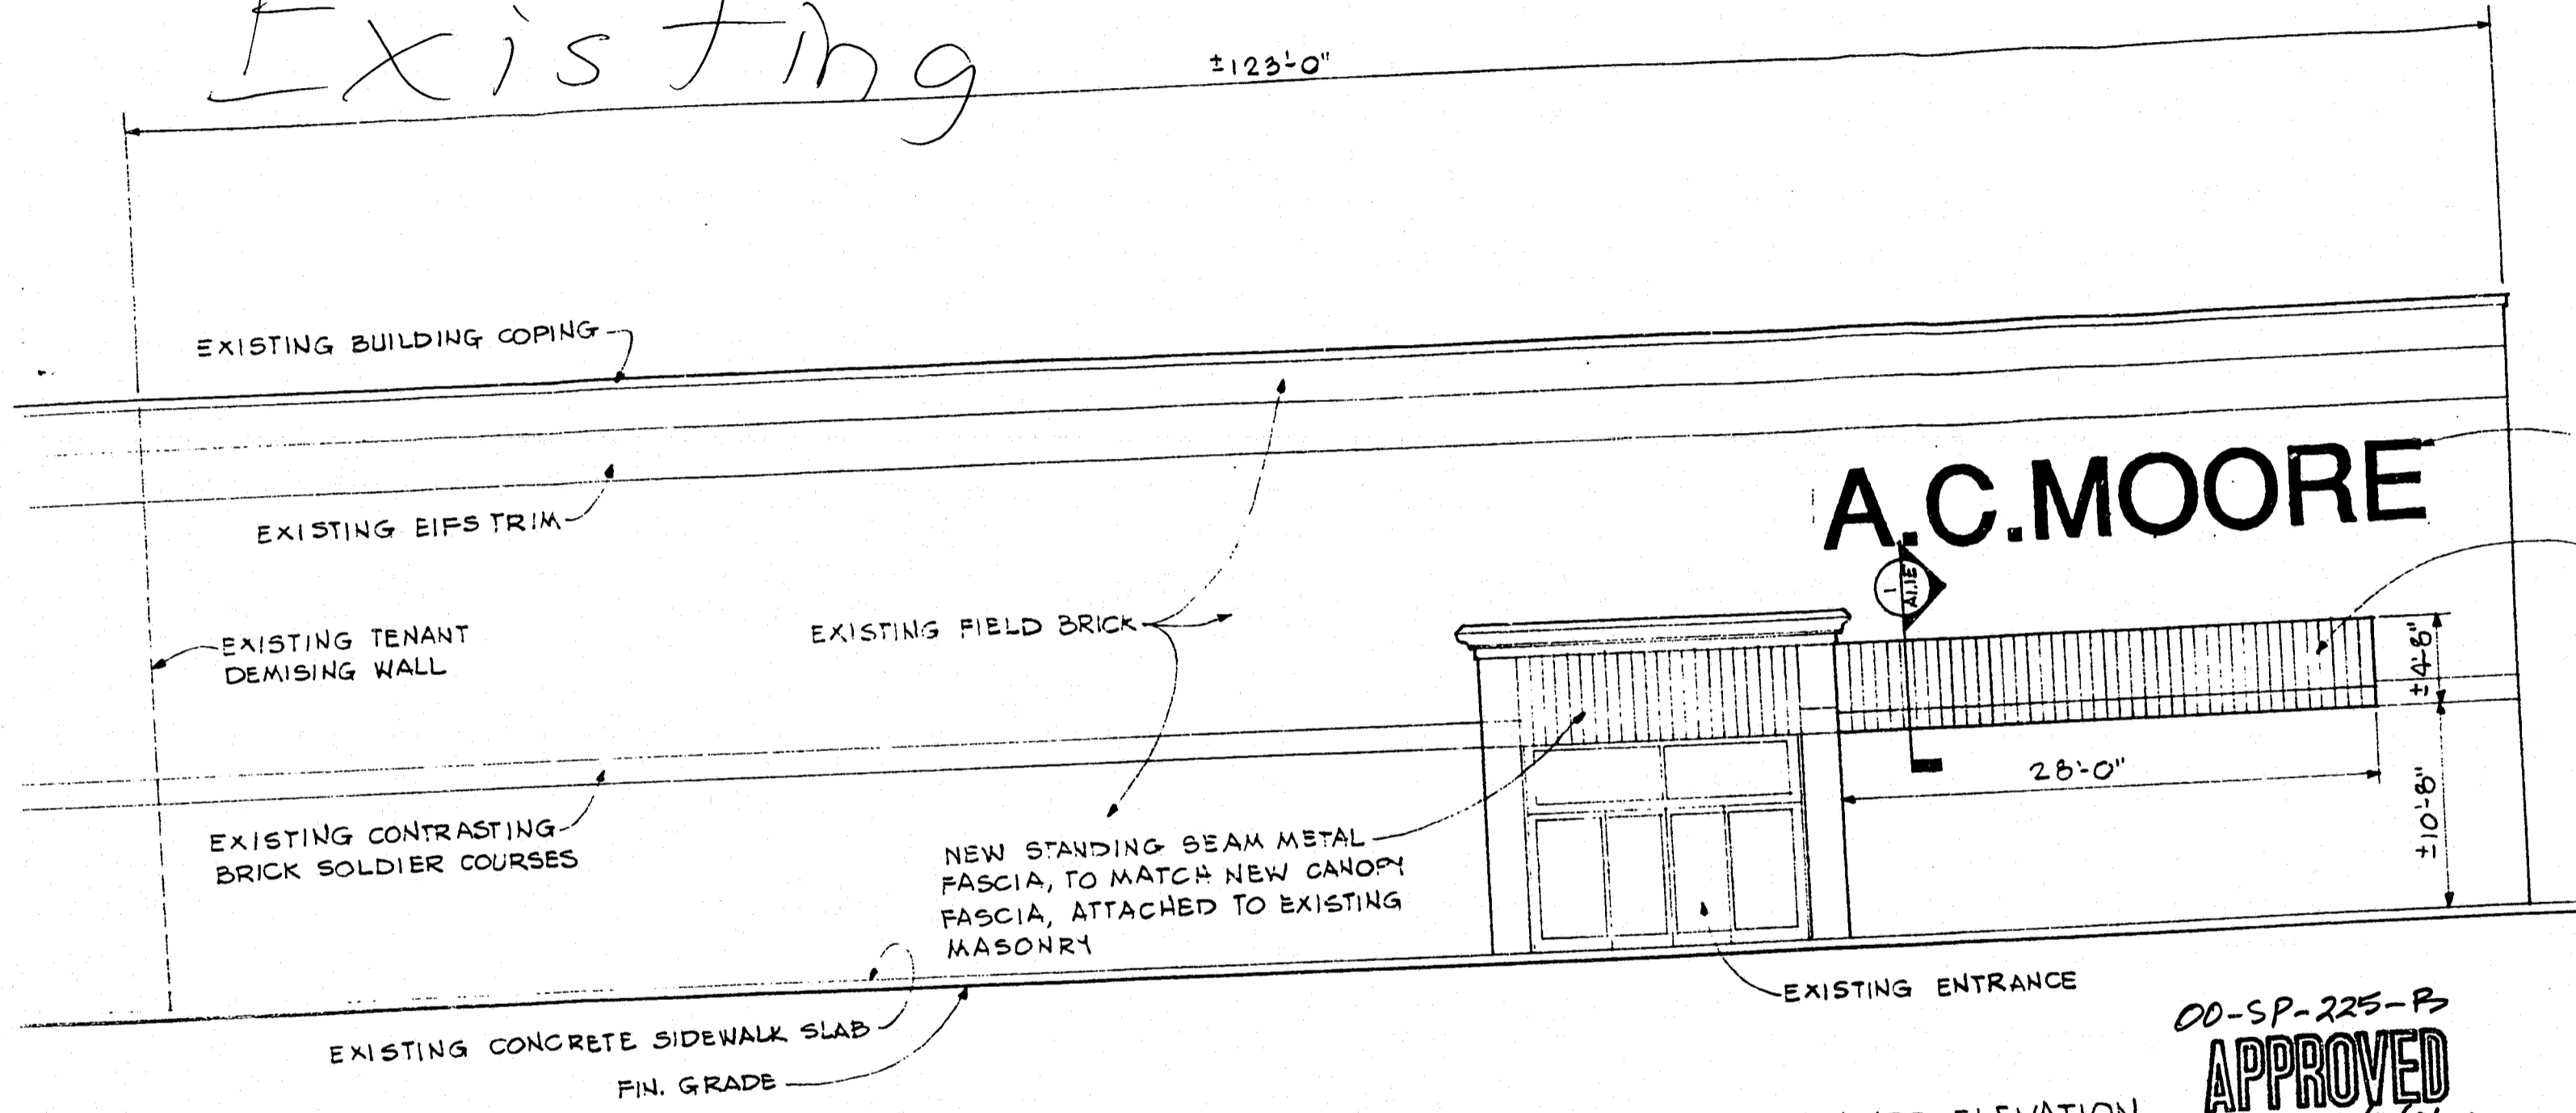 Existing
±123'-0"
EXISTING BUILDING COPING
EXISTING EIFS TRIM
A.C.MOORE
1
A1.1E
EXISTING TENANT
DEMISING WALL
EXISTING FIELD BRICK
±4'-8"
28'-0"
±10'-8"
EXISTING CONTRASTING
BRICK SOLDIER COURSES
NEW STANDING SEAM METAL
FASCIA, TO MATCH NEW CANOPY
FASCIA, ATTACHED TO EXISTING
MASONRY
EXISTING ENTRANCE
EXISTING CONCRETE SIDEWALK SLAB
FIN. GRADE
00-SP-225-B
APPROVED
ELEVATION